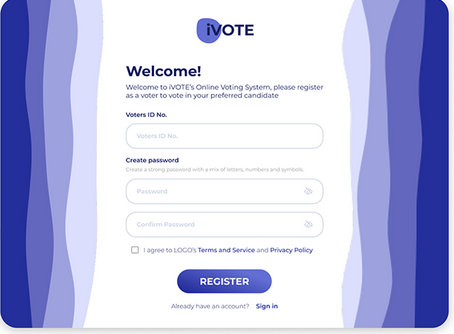 iVOTE
Welcome!
Welcome to iVOTE's Online Voting System, please register
as a voter to vote in your preferred candidate
Voters ID No.
Voters ID No.
Create password
Create a strong password with a mix of letters, numbers and symbols.
Password
Confirm Password
I agree to LOGO's Terms and Service and Privacy Policy
REGISTER
Already have an account? Sign in